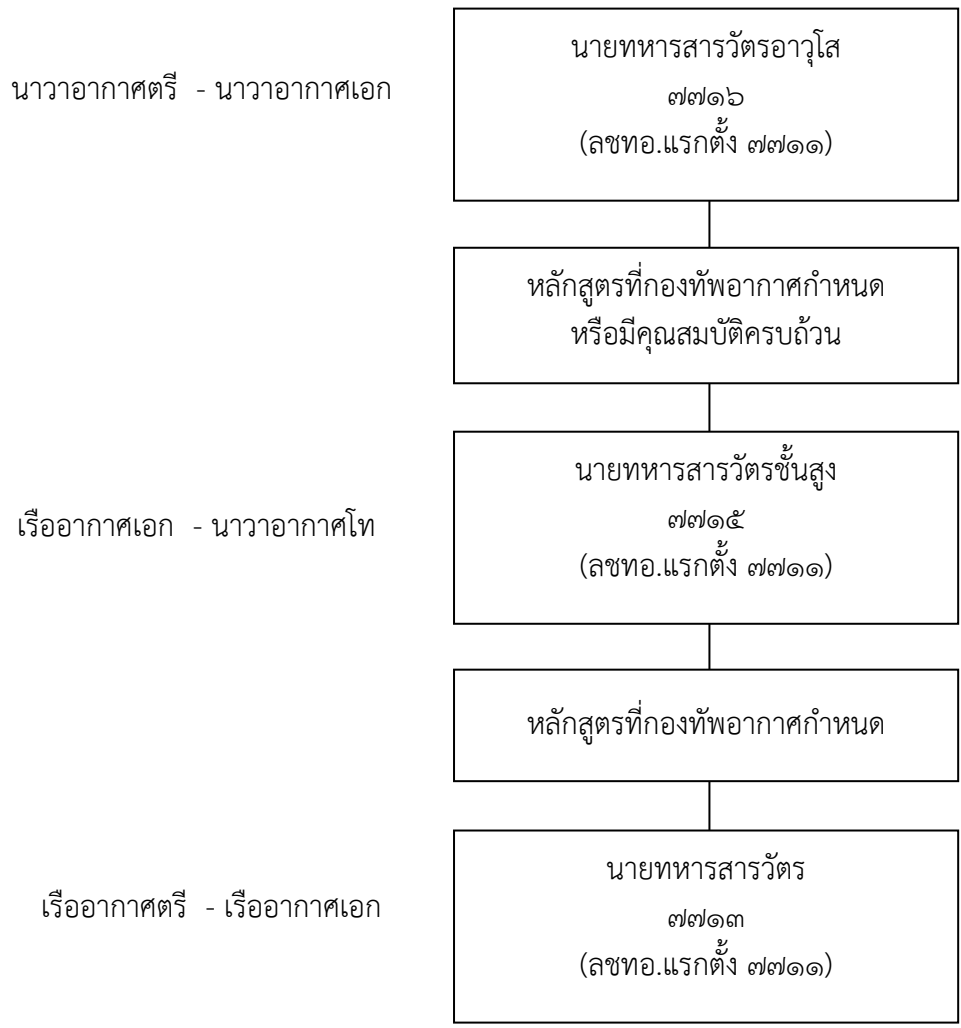 นายทหารสารวัตรอาวุโส
นาวาอากาศตรี - นาวาอากาศเอก
๗๗๑๖
(ลชทอ.แรกตั้ง ๗๗๑๑)
หลักสูตรที่กองทัพอากาศกำหนด
หรือมีคุณสมบัติครบถ้วน
นายทหารสารวัตรชั้นสูง
เรืออากาศเอก - นาวาอากาศโท
๗๗๑๕
(ลชทอ.แรกตั้ง ๗๗๑๑)
หลักสูตรที่กองทัพอากาศกำหนด
นายทหารสารวัตร
เรืออากาศตรี - เรืออากาศเอก
๗๗๑๓
(ลชทอ.แรกตั้ง ๗๗๑๑)